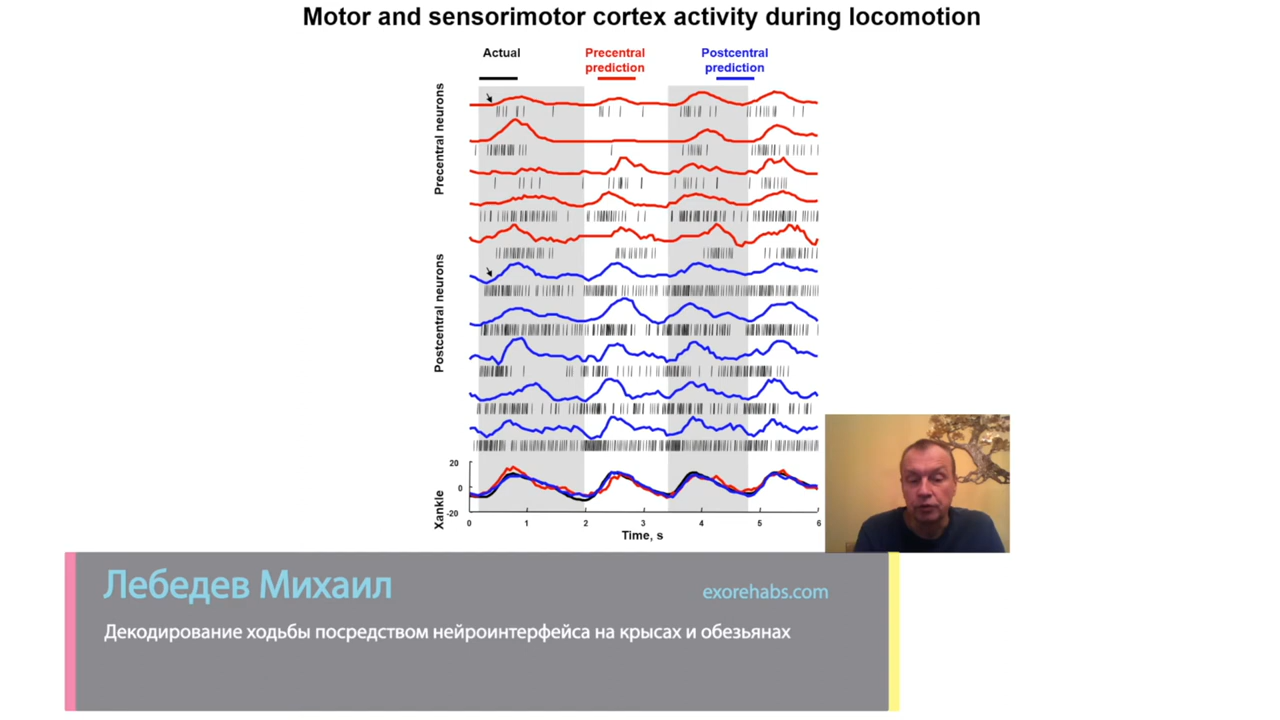 Motor and sensorimotor cortex activity during locomotion
Actual
Precentral
prediction
Postcentral
prediction
Precentral neurons
Postcentral neurons
Xankle
20
0
-20
0 1 2 3 4 5 6
Time, s
Лебедев Михаил
exorehabs.com
Декодирование ходьбы посредством нейроинтерфейса на крысах и обезьянах